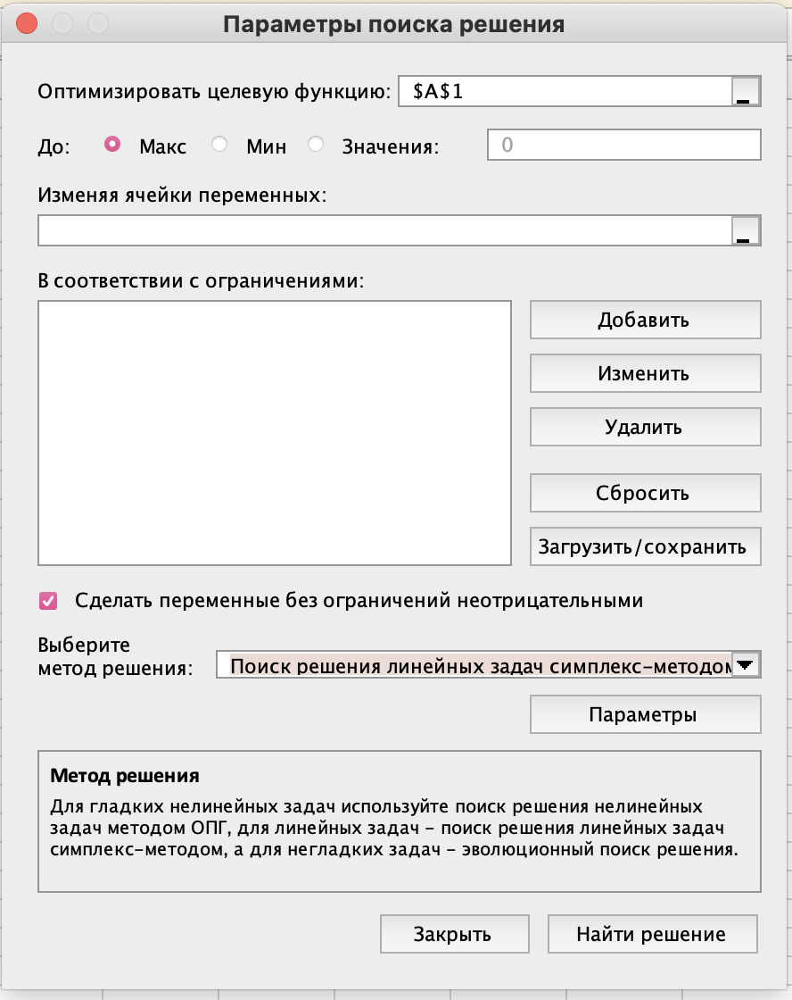 Параметры поиска решения
Оптимизировать целевую функцию: $A$1
До: Макс Мин Значения: 0
Изменяя ячейки переменных:
В соответствии с ограничениями:
Добавить
Изменить
Удалить
Сбросить
Загрузить/сохранить
Сделать переменные без ограничений неотрицательными
Выберите
метод решения: Поиск решения линейных задач симплекс-методом
Параметры
Метод решения
Для гладких нелинейных задач используйте поиск решения нелинейных
задач методом ОПГ, для линейных задач - поиск решения линейных задач
симплекс-методом, а для негладких задач - эволюционный поиск решения.
Закрыть Найти решение